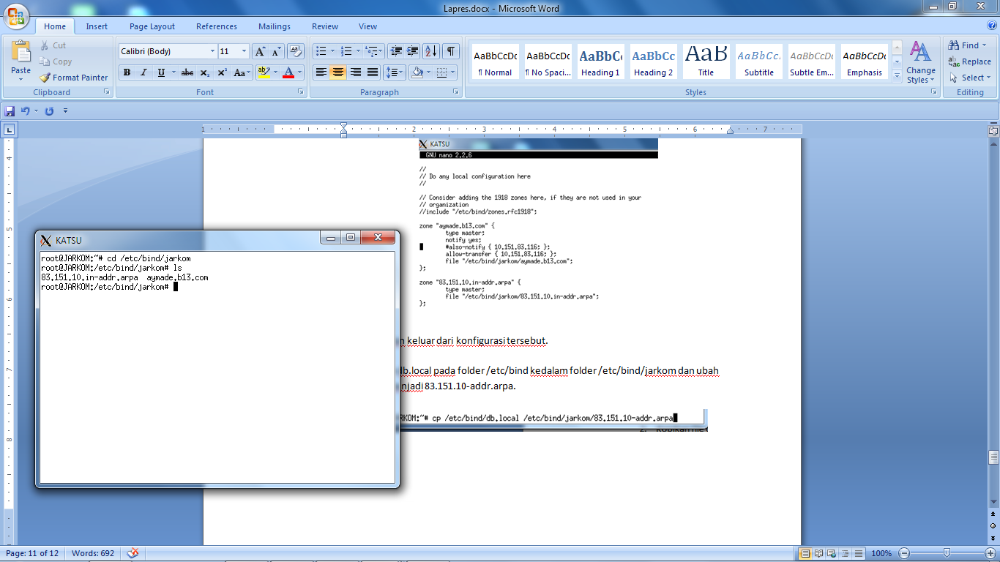 Lapres.docx - Microsoft Word
Home Insert Page Layout References Mailings Review View
Paste
Cut
Copy
Format Painter
Clipboard
Calibri (Body) 11
Font
Paragraph
AaBbCcDc AaBbCcDc AaBbCc AaBbCc AaB AaBbCc. AaBbCcDc AaBbCcDc
¶ Normal ¶ No Spaci... Heading 1 Heading 2 Title Subtitle Subtle Em... Emphasis
Change
Styles
Styles
Find
Replace
Select
Editing
1 2 3 4 5 6 7
KATSU
GNU nano 2.2.6
//
// Do any local configuration here
//
// Consider adding the 1918 zones here, if they are not used in your
// organization
//include "/etc/bind/zones.rfc1918";
zone "aymade.b13.com" {
type master;
notify yes;
#also-notify { 10.151.83.116; };
allow-transfer { 10.151.83.116; };
file "/etc/bind/jarkom/aymade.b13.com";
};
zone "83.151.10.in-addr.arpa" {
type master;
file "/etc/bind/jarkom/83.151.10.in-addr.arpa";
};
KATSU
root@JARKOM:~# cd /etc/bind/jarkom
root@JARKOM:/etc/bind/jarkom# ls
83.151.10.in-addr.arpa aymade.b13.com
root@JARKOM:/etc/bind/jarkom#
n keluar dari konfigurasi tersebut.
db.local pada folder /etc/bind kedalam folder /etc/bind/jarkom dan ubah
njadi 83.151.10-addr.arpa.
RKOM:~# cp /etc/bind/db.local /etc/bind/jarkom/83.151.10-addr.arpa
4
5
6
7
8
Page: 11 of 12 Words: 692 100%